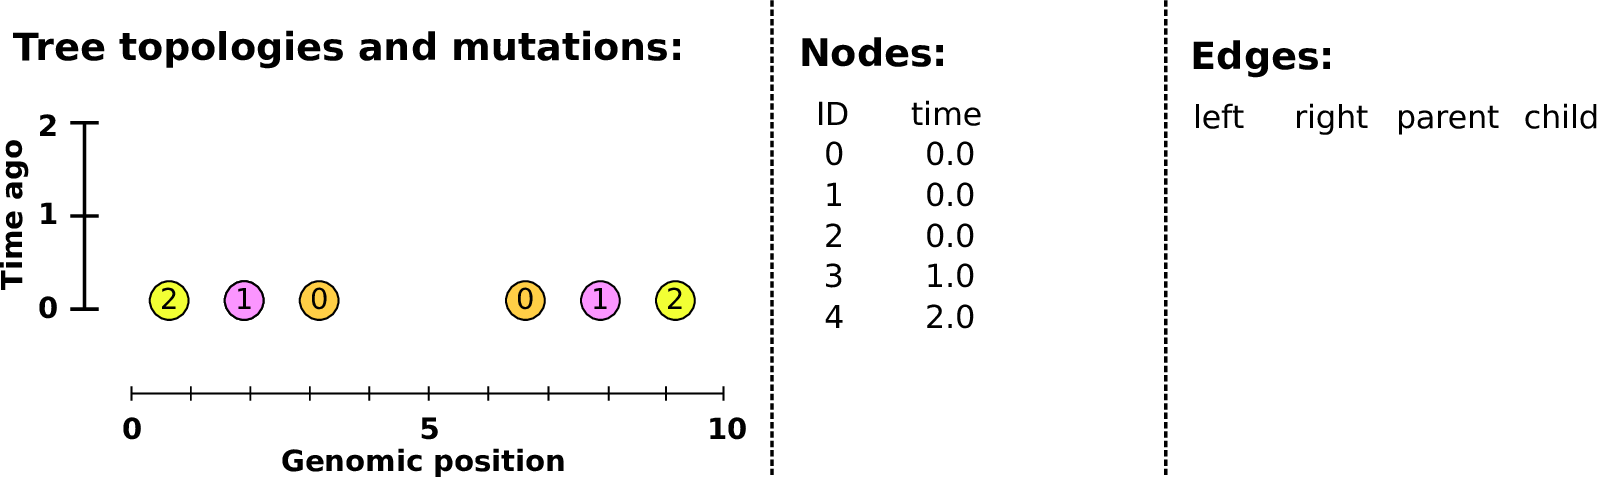 Tree topologies and mutations:
Time ago
2
1
0
2 1 0 0 1 2
0 5 10
Genomic position
Nodes:
ID time
0 0.0
1 0.0
2 0.0
3 1.0
4 2.0
Edges:
left right parent child